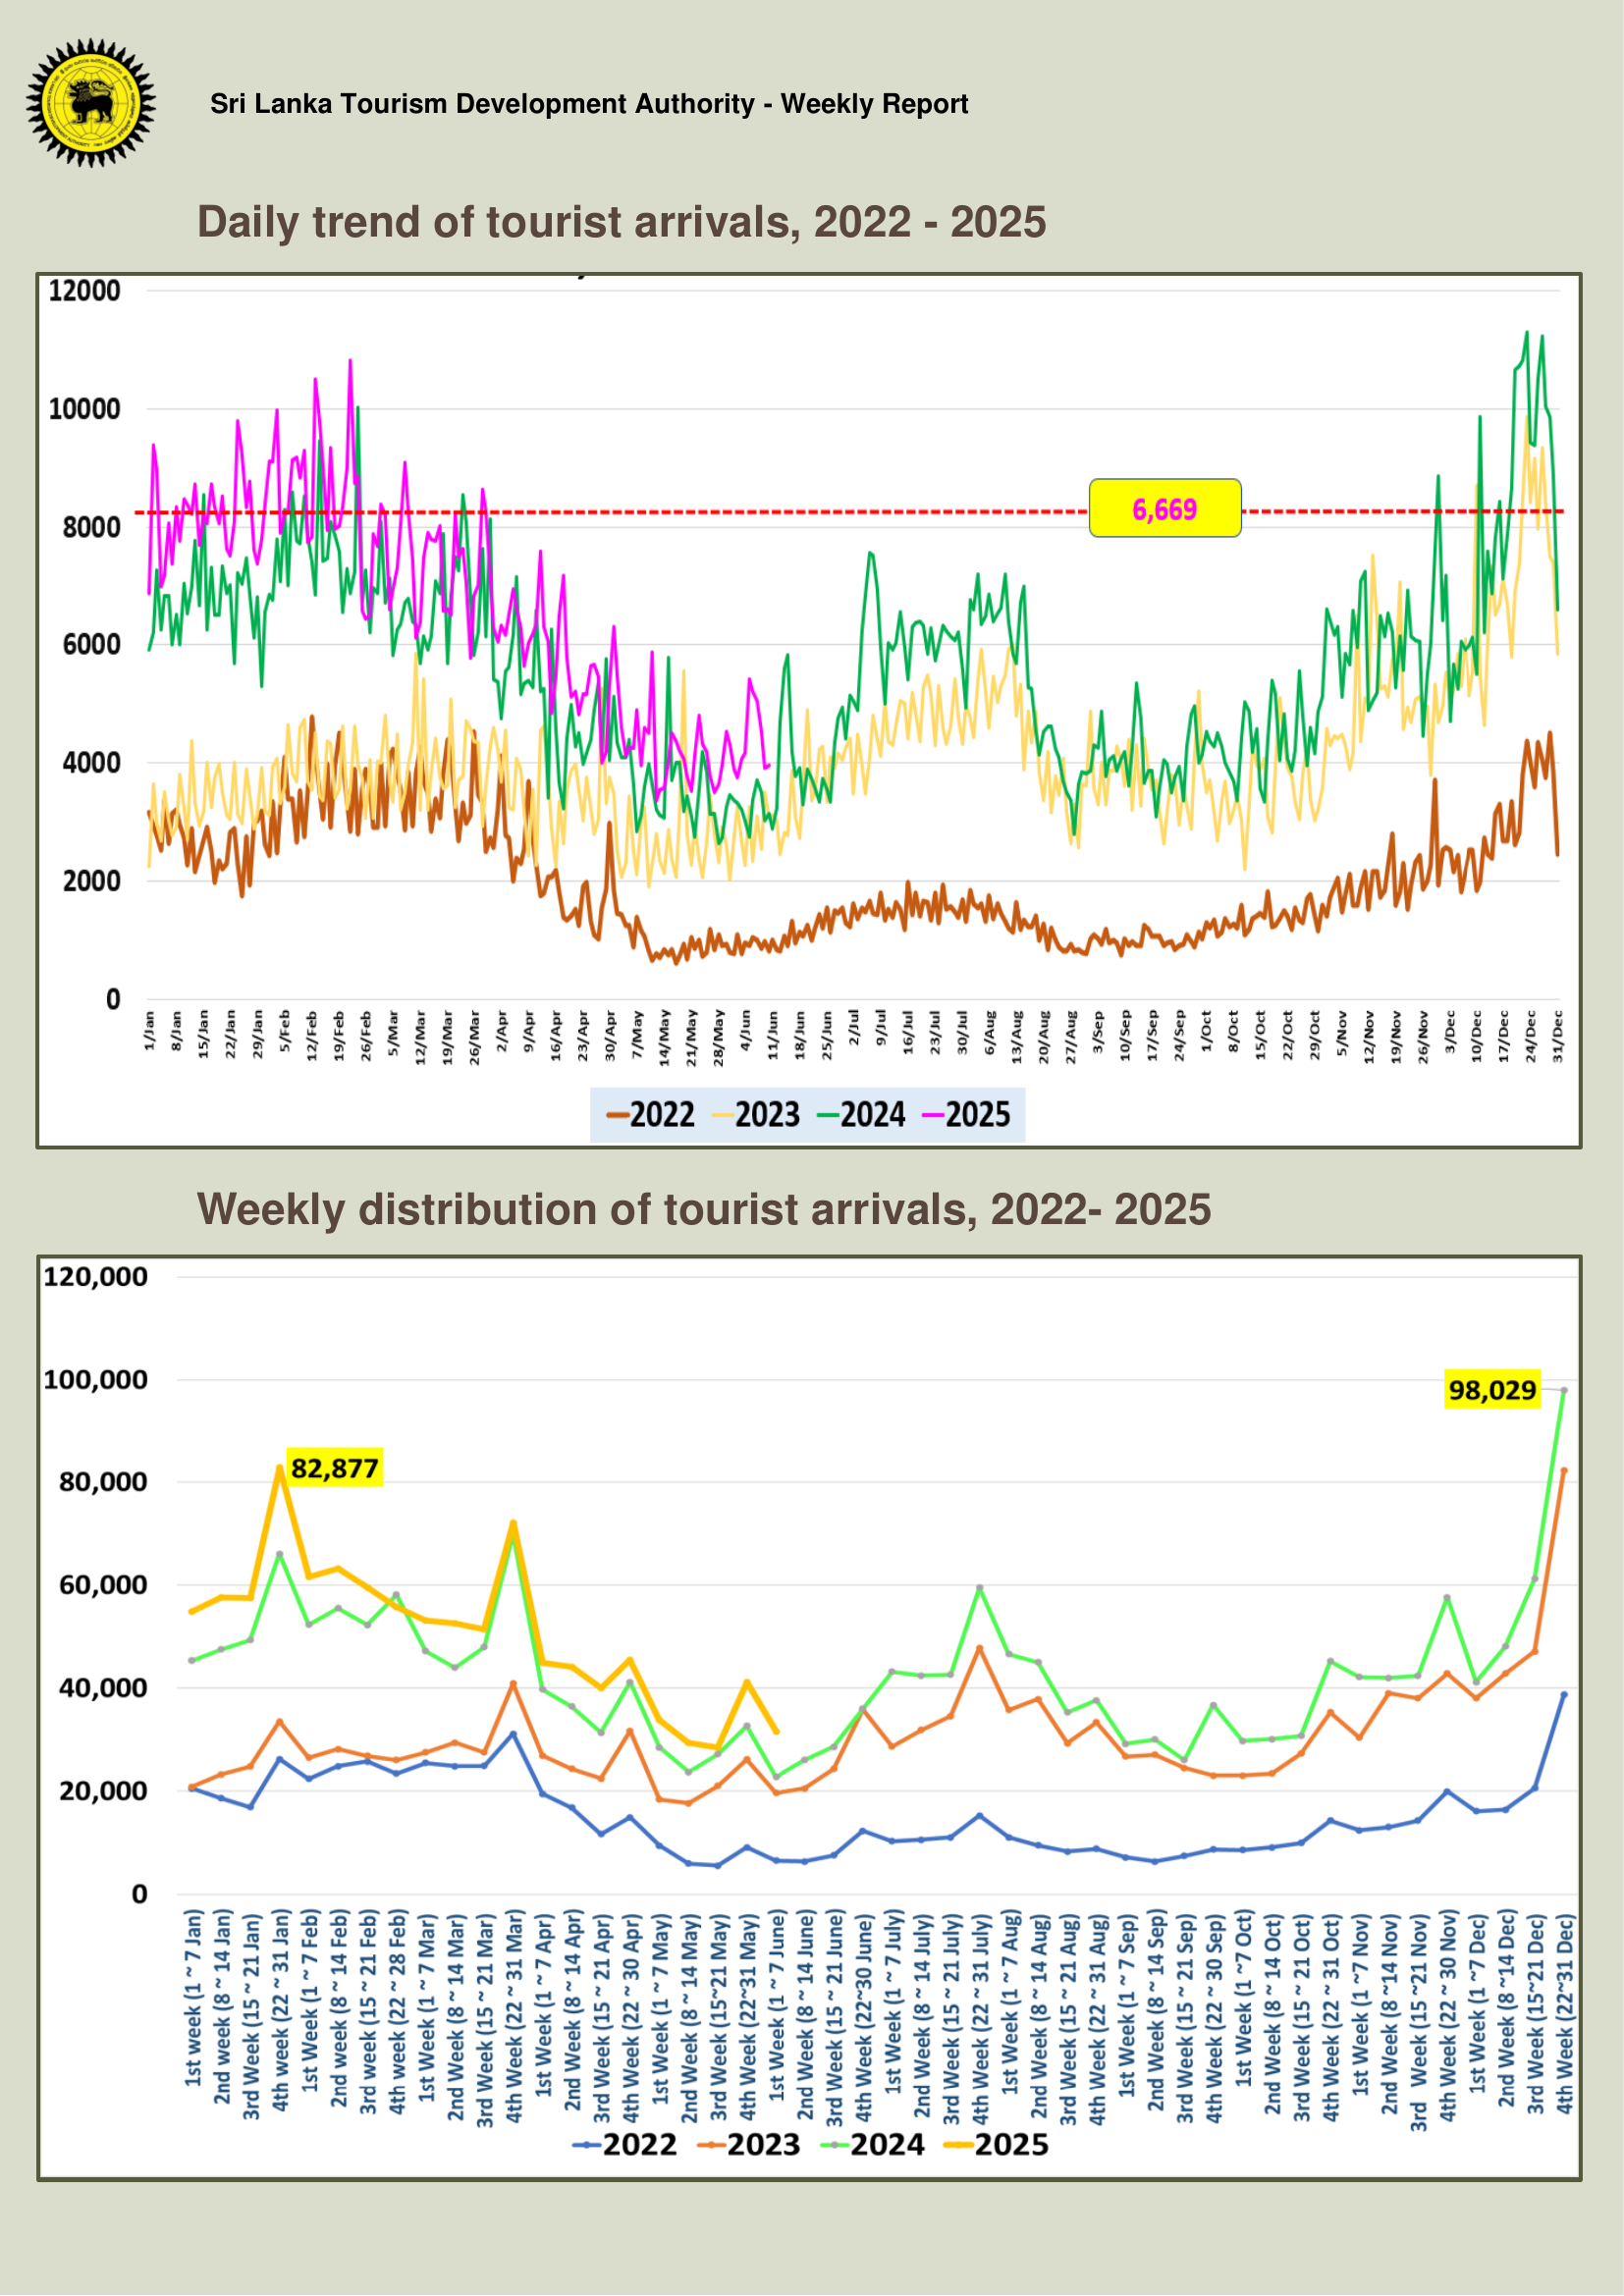 Sri Lanka Tourism Development Authority - Weekly Report
Daily trend of tourist arrivals, 2022 - 2025
12000
10000
8000
6000
4000
2000
0
6,669
1/Jan
8/Jan
15/Jan
22/Jan
29/Jan
5/Feb
12/Feb
19/Feb
26/Feb
5/Mar
12/Mar
19/Mar
26/Mar
2/Apr
9/Apr
16/Apr
23/Apr
30/Apr
7/May
14/May
21/May
28/May
4/Jun
11/Jun
18/Jun
25/Jun
2/Jul
9/Jul
16/Jul
23/Jul
30/Jul
6/Aug
13/Aug
20/Aug
27/Aug
3/Sep
10/Sep
17/Sep
24/Sep
1/Oct
8/Oct
15/Oct
22/Oct
29/Oct
5/Nov
12/Nov
19/Nov
26/Nov
3/Dec
10/Dec
17/Dec
24/Dec
31/Dec
2022 2023 2024 2025
Weekly distribution of tourist arrivals, 2022- 2025
120,000
100,000
80,000
60,000
40,000
20,000
0
82,877
98,029
1st week (1 ~ 7 Jan)
2nd week (8 ~ 14 Jan)
3rd Week (15 ~ 21 Jan)
4th week (22 ~ 31 Jan)
1st Week (1 ~ 7 Feb)
2nd week (8 ~ 14 Feb)
3rd week (15 ~ 21 Feb)
4th week (22 ~ 28 Feb)
1st Week (1 ~ 7 Mar)
2nd Week (8 ~ 14 Mar)
3rd Week (15 ~ 21 Mar)
4th Week (22 ~ 31 Mar)
1st Week (1 ~ 7 Apr)
2nd Week (8 ~ 14 Apr)
3rd Week (15 ~ 21 Apr)
4th Week (22 ~ 30 Apr)
1st Week (1 ~ 7 May)
2nd Week (8 ~ 14 May)
3rd Week (15~21 May)
4th Week (22~31 May)
1st Week (1 ~ 7 June)
2nd Week (8 ~ 14 June)
3rd Week (15 ~ 21 June)
4th Week (22~30 June)
1st Week (1 ~ 7 July)
2nd Week (8 ~ 14 July)
3rd Week (15 ~ 21 July)
4th Week (22 ~ 31 July)
1st Week (1 ~ 7 Aug)
2nd Week (8 ~ 14 Aug)
3rd Week (15 ~ 21 Aug)
4th Week (22 ~ 31 Aug)
1st Week (1 ~ 7 Sep)
2nd Week (8 ~ 14 Sep)
3rd Week (15 ~ 21 Sep)
4th Week (22 ~ 30 Sep)
1st Week (1 ~7 Oct)
2nd Week (8 ~ 14 Oct)
3rd Week (15 ~ 21 Oct)
4th Week (22 ~ 31 Oct)
1st Week (1 ~7 Nov)
2nd Week (8 ~14 Nov)
3rd Week (15 ~21 Nov)
4th Week (22 ~ 30 Nov)
1st Week (1 ~7 Dec)
2nd Week (8 ~14 Dec)
3rd Week (15~21 Dec)
4th Week (22~31 Dec)
2022 2023 2024 2025